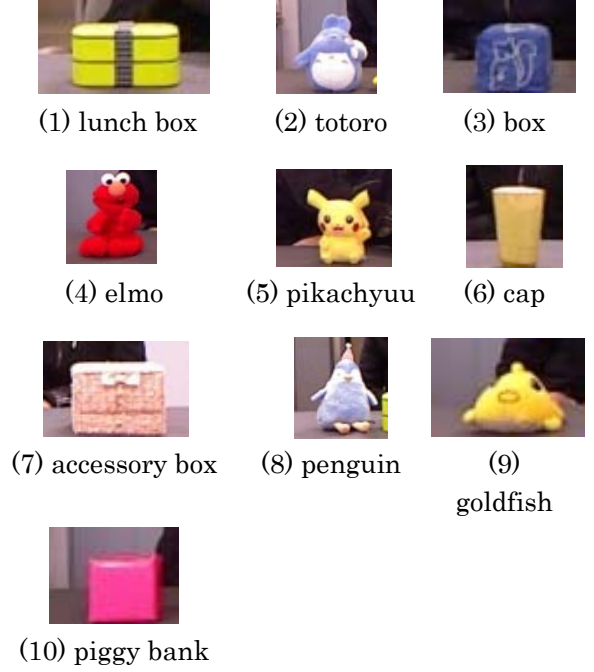 (1) lunch box
(2) totoro
(3) box
(4) elmo
(5) pikachyuu
(6) cap
(7) accessory box
(8) penguin
(9)
goldfish
(10) piggy bank